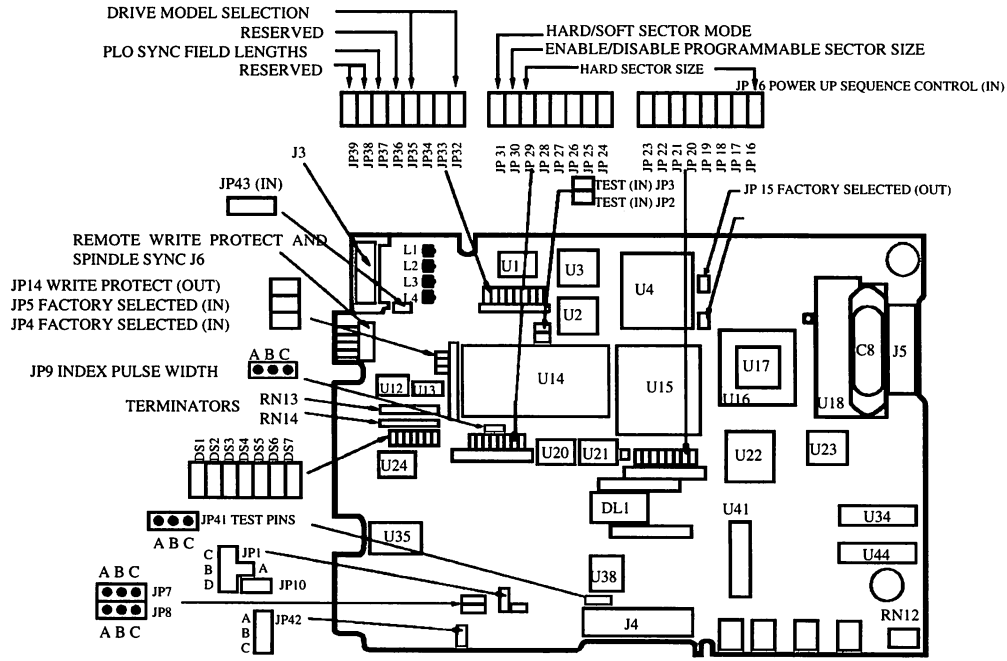 DRIVE MODEL SELECTION
RESERVED
PLO SYNC FIELD LENGTHS
RESERVED
HARD/SOFT SECTOR MODE
ENABLE/DISABLE PROGRAMMABLE SECTOR SIZE
HARD SECTOR SIZE
JP 16 POWER UP SEQUENCE CONTROL (IN)
JP39
JP38
JP37
JP36
JP35
JP34
JP33
JP32
JP 31
JP 30
JP 29
JP 28
JP 27
JP 26
JP 25
JP 24
JP 23
JP 22
JP 21
JP 20
JP 19
JP 18
JP 17
JP 16
J3
JP43 (IN)
TEST (IN) JP3
TEST (IN) JP2
JP 15 FACTORY SELECTED (OUT)
REMOTE WRITE PROTECT AND
SPINDLE SYNC J6
JP14 WRITE PROTECT (OUT)
JP5 FACTORY SELECTED (IN)
JP4 FACTORY SELECTED (IN)
L1
L2
L3
L4
U1
U3
U2
U4
A B C
JP9 INDEX PULSE WIDTH
TERMINATORS
RN13
RN14
U12
U13
U14
U15
U17
U16
U18
C8
J5
DS1
DS2
DS3
DS4
DS5
DS6
DS7
U24
U20
U21
U22
U23
DL1
U41
U34
U44
JP41 TEST PINS
A B C
U35
U38
C
B
D
JP1
A
JP10
A B C
JP7
JP8
A B C
A
B
C
JP42
J4
RN12